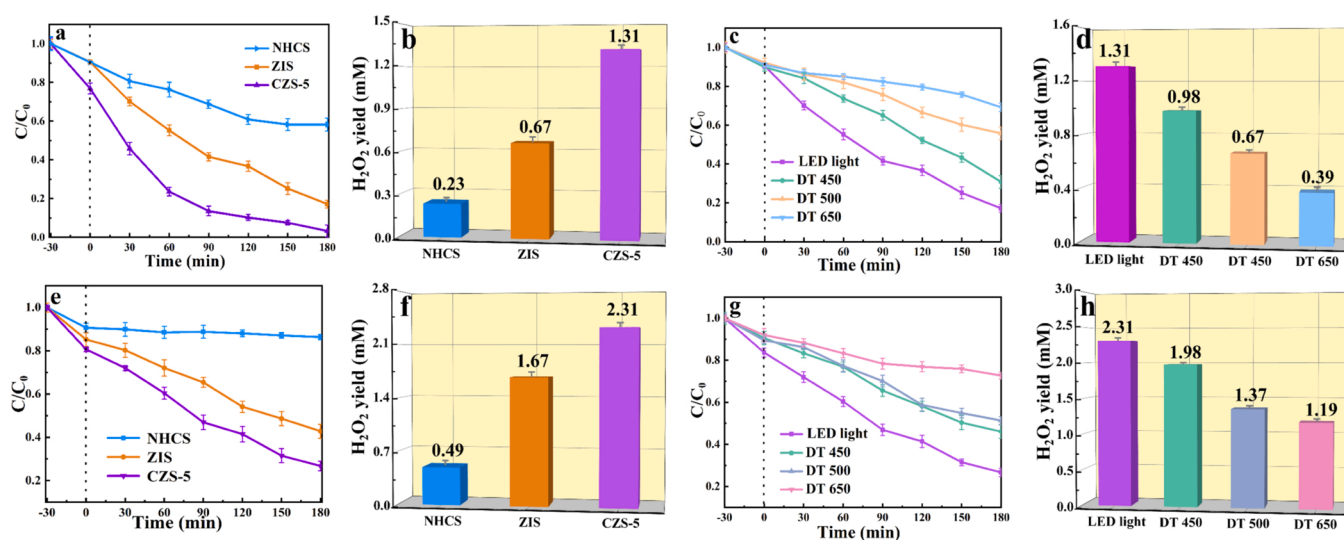 a
C/C0
1.0
0.8
0.6
0.4
0.2
0.0
NHCS
ZIS
CZS-5
-30 0 30 60 90 120 150 180
Time (min)
b
H2O2 yield (mM)
1.5
1.2
0.9
0.6
0.3
0.0
0.23
0.67
1.31
NHCS ZIS CZS-5
c
C/C0
1.0
0.8
0.6
0.4
0.2
0.0
LED light
DT 450
DT 500
DT 650
-30 0 30 60 90 120 150 180
Time (min)
d
H2O2 yield (mM)
1.6
1.2
0.8
0.4
0.0
1.31
0.98
0.67
0.39
LED light DT 450 DT 450 DT 650
e
C/C0
1.0
0.8
0.6
0.4
0.2
NHCS
ZIS
CZS-5
-30 0 30 60 90 120 150 180
Time (min)
f
H2O2 yield (mM)
2.8
2.1
1.4
0.7
0.0
0.49
1.67
2.31
NHCS ZIS CZS-5
g
C/C0
1.0
0.8
0.6
0.4
0.2
LED light
DT 450
DT 500
DT 650
-30 0 30 60 90 120 150 180
Time (min)
h
H2O2 yield (mM)
3.0
2.5
2.0
1.5
1.0
0.5
0.0
2.31
1.98
1.37
1.19
LED light DT 450 DT 500 DT 650